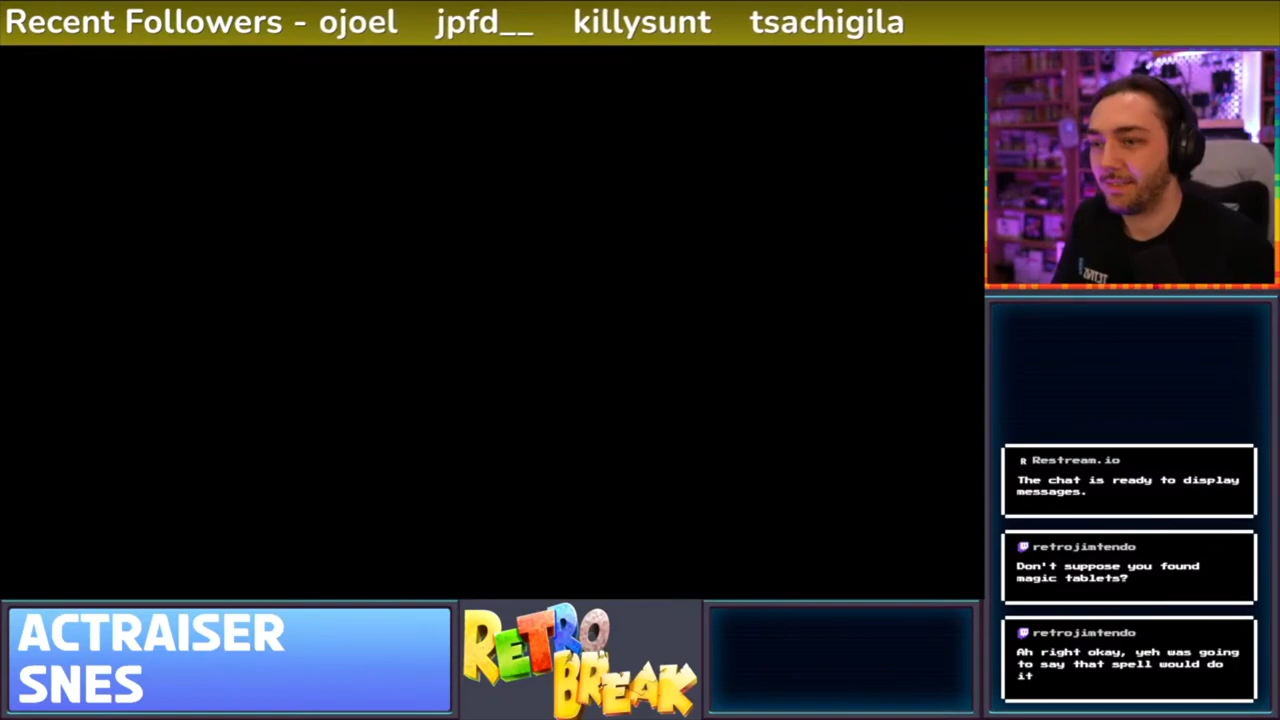 Recent Followers - ojoel jpfd__ killysunt tsachigila
Restream.io
The chat is ready to display
messages.
retrojimtendo
Don't suppose you found
magic tablets?
retrojimtendo
Ah right okay, yeh was going
to say that spell would do
it
ACTRAISER
SNES
RETRO
BREAK